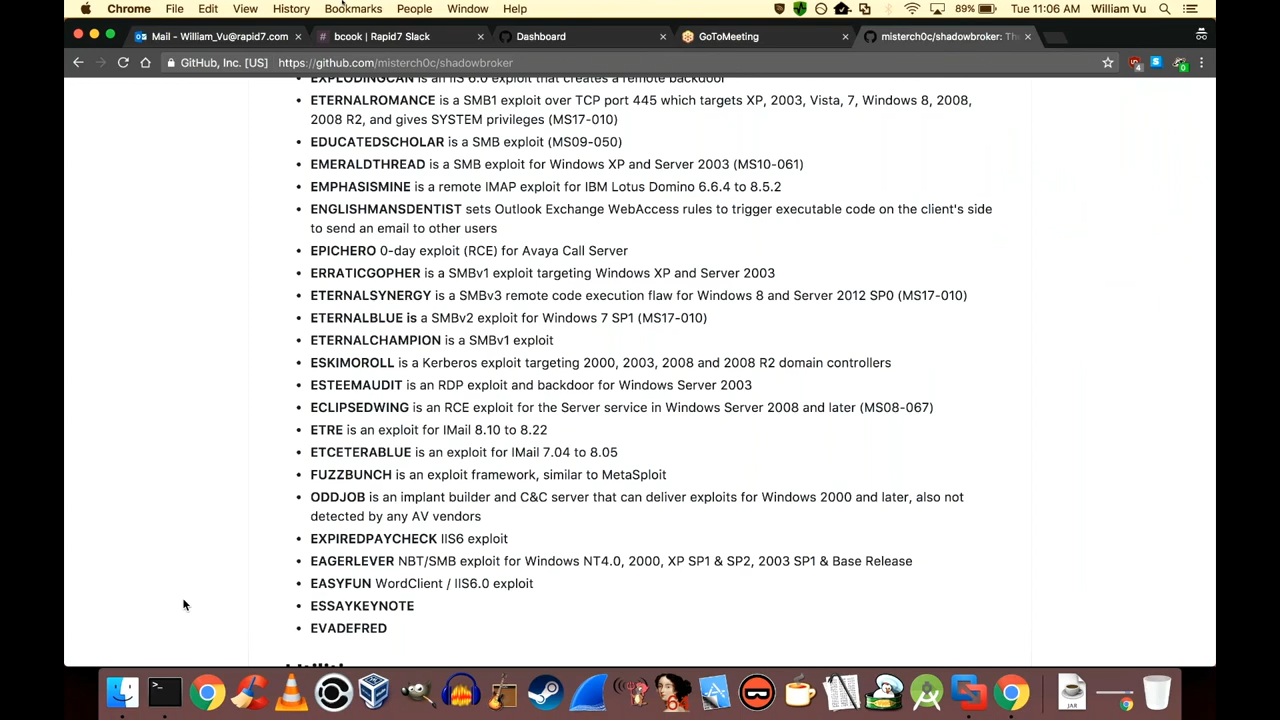 Chrome File Edit View History Bookmarks People Window Help 89% Tue 11:06 AM William Vu
Mail - William_Vu@rapid7.com bcook | Rapid7 Slack Dashboard GoToMeeting misterch0c/shadowbroker: Th
GitHub, Inc. [US] https://github.com/misterch0c/shadowbroker
EXPLODINGCAN is an IIS 6.0 exploit that creates a remote backdoor
ETERNALROMANCE is a SMB1 exploit over TCP port 445 which targets XP, 2003, Vista, 7, Windows 8, 2008,
2008 R2, and gives SYSTEM privileges (MS17-010)
EDUCATEDSCHOLAR is a SMB exploit (MS09-050)
EMERALDTHREAD is a SMB exploit for Windows XP and Server 2003 (MS10-061)
EMPHASISMINE is a remote IMAP exploit for IBM Lotus Domino 6.6.4 to 8.5.2
ENGLISHMANSDENTIST sets Outlook Exchange WebAccess rules to trigger executable code on the client's side
to send an email to other users
EPICHERO 0-day exploit (RCE) for Avaya Call Server
ERRATICGOPHER is a SMBv1 exploit targeting Windows XP and Server 2003
ETERNALSYNERGY is a SMBv3 remote code execution flaw for Windows 8 and Server 2012 SP0 (MS17-010)
ETERNALBLUE is a SMBv2 exploit for Windows 7 SP1 (MS17-010)
ETERNALCHAMPION is a SMBv1 exploit
ESKIMOROLL is a Kerberos exploit targeting 2000, 2003, 2008 and 2008 R2 domain controllers
ESTEEMAUDIT is an RDP exploit and backdoor for Windows Server 2003
ECLIPSEDWING is an RCE exploit for the Server service in Windows Server 2008 and later (MS08-067)
ETRE is an exploit for IMail 8.10 to 8.22
ETCETERABLUE is an exploit for IMail 7.04 to 8.05
FUZZBUNCH is an exploit framework, similar to MetaSploit
ODDJOB is an implant builder and C&C server that can deliver exploits for Windows 2000 and later, also not
detected by any AV vendors
EXPIREDPAYCHECK IIS6 exploit
EAGERLEVER NBT/SMB exploit for Windows NT4.0, 2000, XP SP1 & SP2, 2003 SP1 & Base Release
EASYFUN WordClient / IIS6.0 exploit
ESSAYKEYNOTE
EVADEFRED
JAR